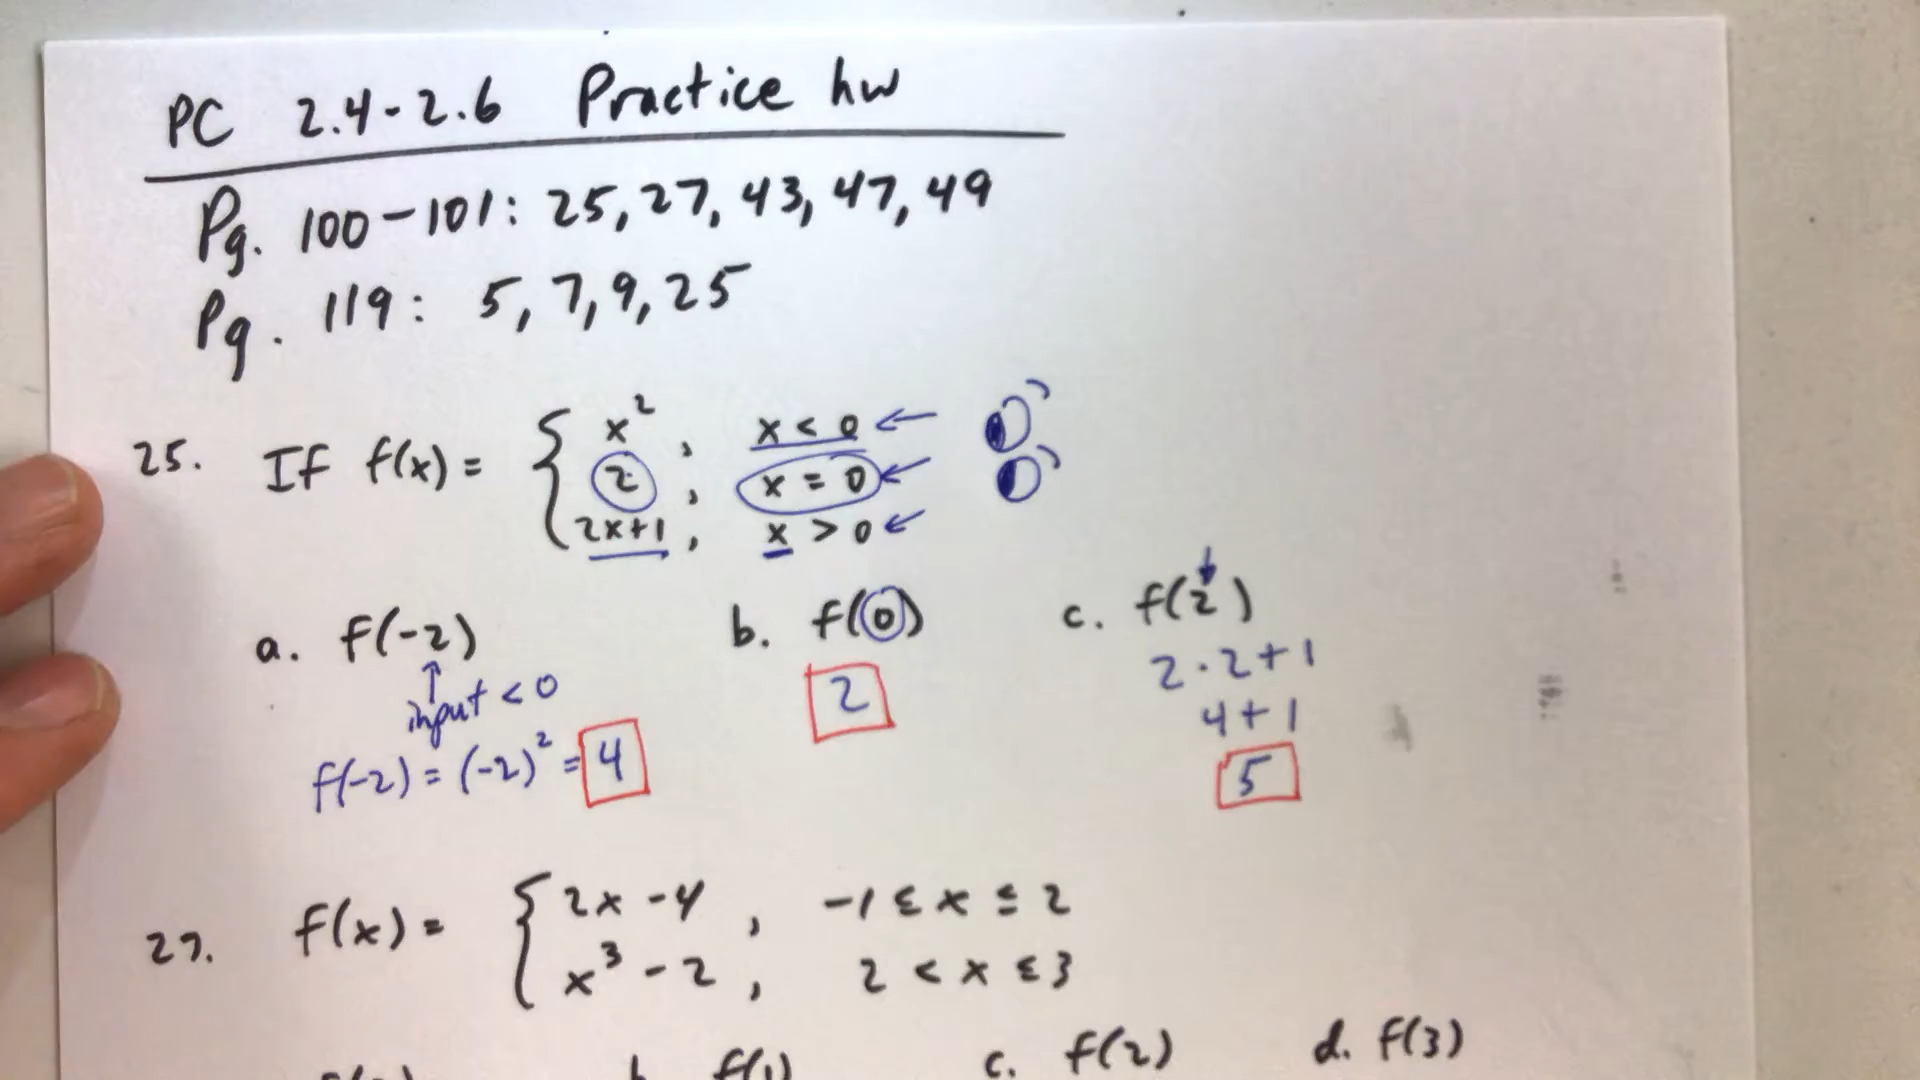 PC 2.4-2.6 Practice hw
Pg. 100-101: 25, 27, 43, 47, 49
Pg. 119: 5, 7, 9, 25
25. If f(x) = { x², x < 0
2, x = 0
2x+1, x > 0
a. f(-2) b. f(0) c. f(2)
input < 0 2 2·2+1
f(-2) = (-2)² = 4 4+1
5
27. f(x) = { 2x-4, -1 ≤ x ≤ 2
x³-2, 2 < x ≤ 3
f(1) c. f(2) d. f(3)